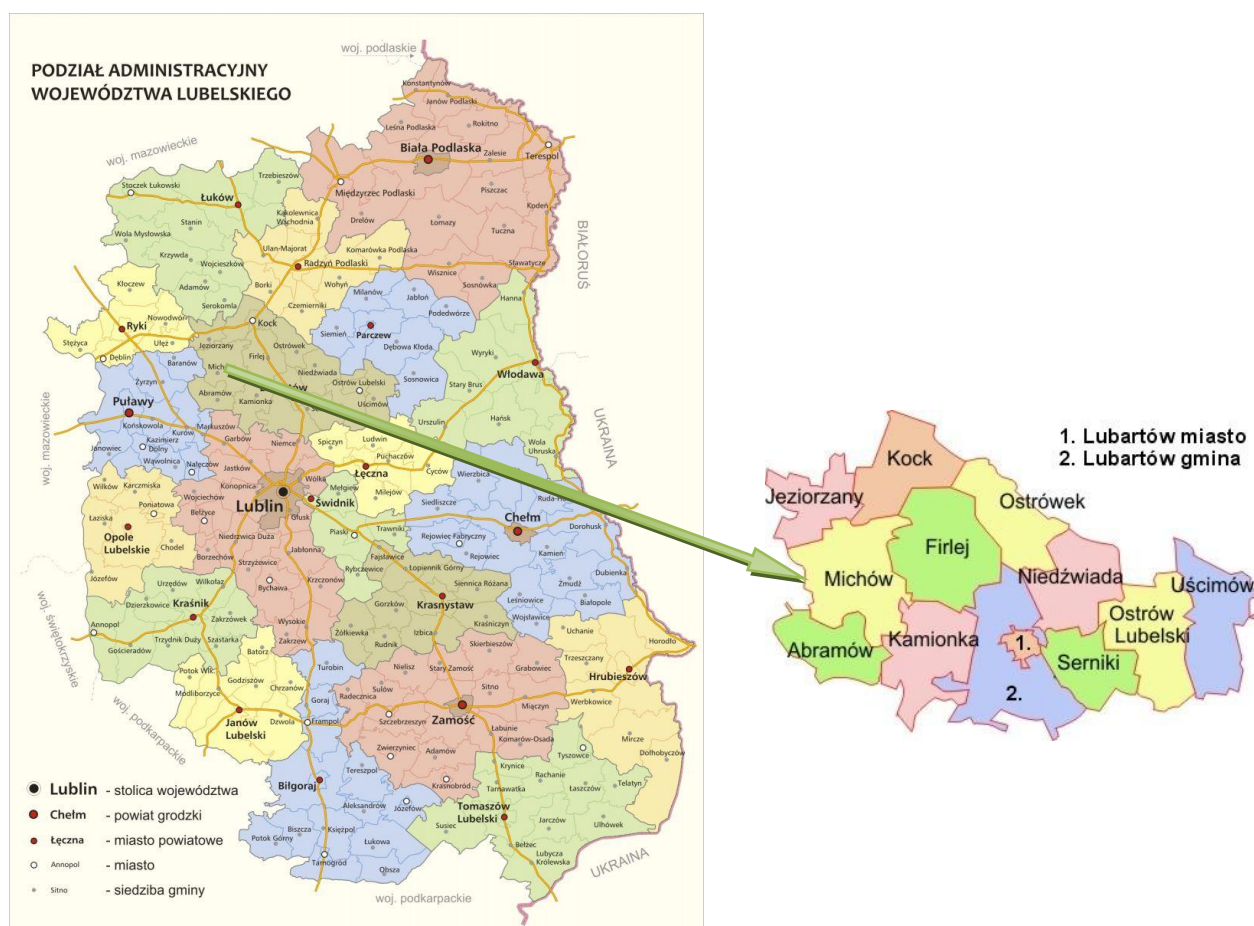 PODZIAŁ ADMINISTRACYJNY
WOJEWÓDZTWA LUBELSKIEGO
woj. podlaskie
Konstantynów
Janów Podlaski
Leśna Podlaska
Rokitno
woj. mazowieckie
Biała Podlaska
Zalesie
Terespol
Trzebieszów
Stoczek Łukowski
Łuków
Międzyrzec Podlaski
Piszczac
Kodeń
Kąkolewnica
Wschodnia
Drelów
Łomazy
Tuczna
BIAŁORUŚ
Stanin
Wola Mysłowska
Ulan-Majorat
Komarówka Podlaska
Krzywda
Wojcieszków
Radzyń Podlaski
Wisznice
Sławatycze
Kłoczew
Adamów
Borki
Wohyń
Milanów
Jabłoń
Sosnówka
Hanna
Serokomla
Czemierniki
Podedwórze
Ryki
Nowodwór
Kock
Siemień
Parczew
Stężyca
Ułęż
Jeziorzany
Ostrówek
Dębowa Kłoda
Wyryki
Dęblin
Firlej
Baranów
Mich
Niedźwiada
Włodawa
Żyrzyn
Ostrów Lubelski
Sosnowica
Stary Brus
Abramów
Kamionka
Uścimów
Puławy
Hańsk
Końskowola
Kurów
Markuszów
Urszulin
Garbów
Niemce
Spiczyn
Ludwin
Wola
Uhruska
UKRAINA
Janowiec
Kazimierz
Dolny
Wąwolnica
Nałęczów
Jastków
Puchaczów
Cyców
Wierzbica
woj. mazowieckie
Łęczna
Wilków
Karczmiska
Konopnica
Wólka
Mełgiew
Milejów
Poniatowa
Wojciechów
Lublin
Świdnik
Siedliszcze
Ruda-Hu
Łaziska
Bełżyce
Głusk
Chełm
Dorohusk
Opole
Lubelskie
Chodel
Niedrzwica Duża
Piaski
Trawniki
Rejowiec Fabryczny
Borzechów
Jabłonna
Fajsławice
Rejowiec
Kamień
Strzyżewice
Rybczewice
Łopiennik Górny
Dubienka
Józefów
Urzędów
Wilkołaz
Bychawa
Krzczonów
Siennica Różana
Żmudź
Dzierzkowice
Kraśnik
Zakrzówek
Gorzków
Krasnystaw
Leśniowice
Białopole
Annopol
Wysokie
Kraśniczyn
Wojsławice
Żółkiewka
Izbica
Uchanie
Horodło
woj. świętokrzyskie
Gościeradów
Trzydnik Duży
Szastarka
Zakrzew
Rudnik
Skierbieszów
Batorz
Turobin
Nielisz
Stary Zamość
Grabowiec
Trzeszczany
Potok Wlk.
Godziszów
Hrubieszów
Modliborzyce
Chrzanów
Goraj
Radecznica
Sułów
Sitno
Miączyn
Werbkowice
woj. podkarpackie
Janów
Lubelski
Dzwola
Frampol
Szczebrzeszyn
Zamość
Łabunie
Komarów-Osada
Mircze
Dołhobyczów
Zwierzyniec
Adamów
Tyszowce
Tereszpol
Krynice
Rachanie
Biłgoraj
Krasnobród
Tarnawatka
Łaszczów
Telatyn
Aleksandrów
Józefów
Tomaszów
Lubelski
Biszcza
Księżpol
Susiec
Jarczów
Ulhówek
Potok Górny
Łukowa
Bełżec
Tarnogród
Obsza
Lubycza
Królewska
UKRAINA
woj. podkarpackie
Lublin - stolica województwa
Chełm - powiat grodzki
Łęczna - miasto powiatowe
Annopol - miasto
Sitno - siedziba gminy
1. Lubartów miasto
2. Lubartów gmina
Kock
Jeziorzany
Ostrówek
Firlej
Michów
Niedźwiada
Uścimów
Ostrów
Lubelski
Abramów
Kamionka
1.
Serniki
2.